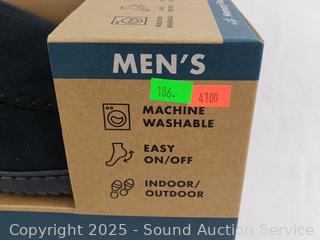 MEN'S
186.
4100
MACHINE
WASHABLE
EASY
ON/OFF
INDOOR/
OUTDOOR
Copyright 2025 - Sound Auction Service